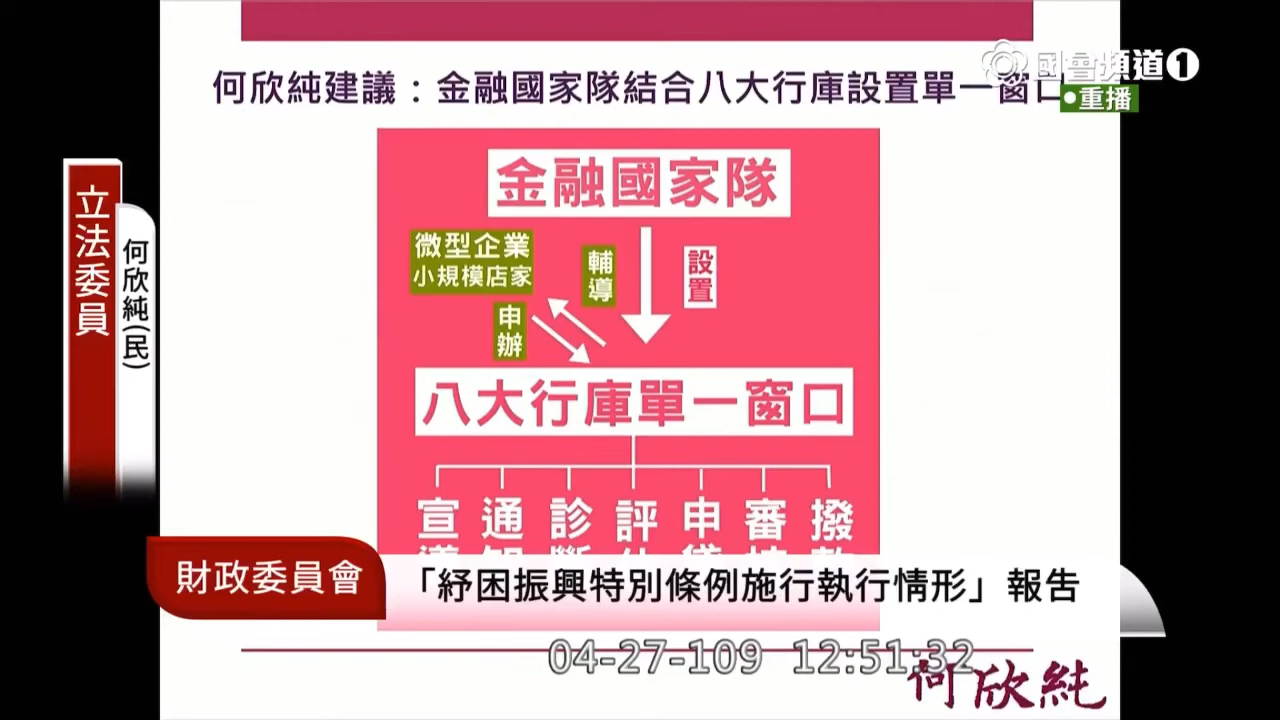 國會頻道1
重播
何欣純建議：金融國家隊結合八大行庫設置單一窗口
立法委員
何欣純(民)
金融國家隊
微型企業
小規模店家
輔導
設置
申辦
八大行庫單一窗口
宣 通 診 評 申 審 撥
財政委員會
「紓困振興特別條例施行執行情形」報告
04-27-109 12:51:32
何欣純